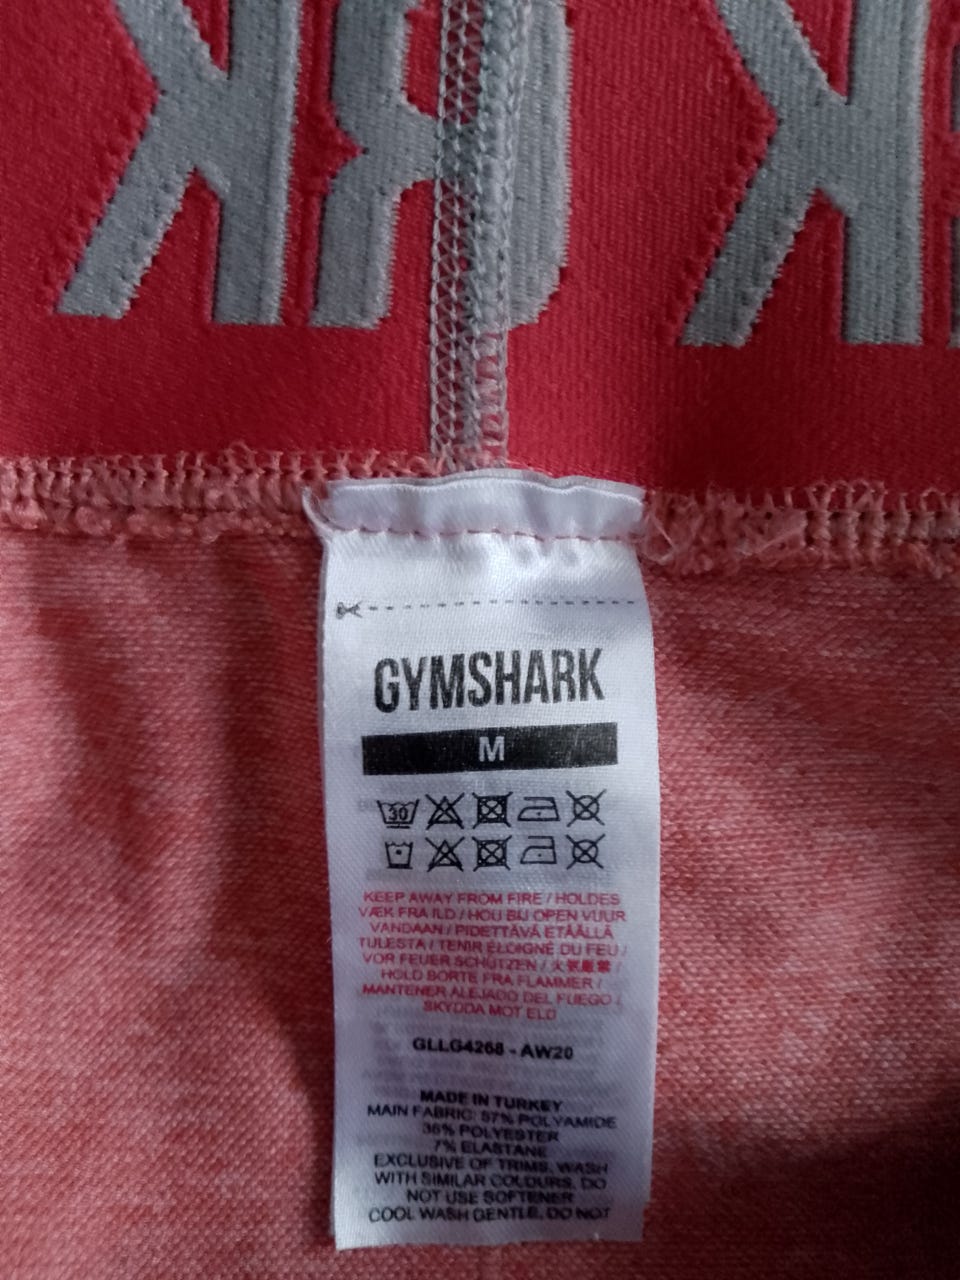 GYMSHARK
M
30
KEEP AWAY FROM FIRE / HOLDES
VÆK FRA ILD / HOU BIJ OPEN VUUR
VANDAAN / PIDETTÄVÄ ETÄÄLLÄ
TULESTA / TENIR ÉLOIGNÉ DU FEU /
VOR FEUER SCHÜTZEN / 火気厳禁 /
HOLD BORTE FRA FLAMMER /
MANTENER ALEJADO DEL FUEGO /
SKYDDA MOT ELD
GLLG4268 - AW20
MADE IN TURKEY
MAIN FABRIC: 57% POLYAMIDE
36% POLYESTER
7% ELASTANE
EXCLUSIVE OF TRIMS, WASH
WITH SIMILAR COLOURS, DO
NOT USE SOFTENER
COOL WASH GENTLE, DO NOT